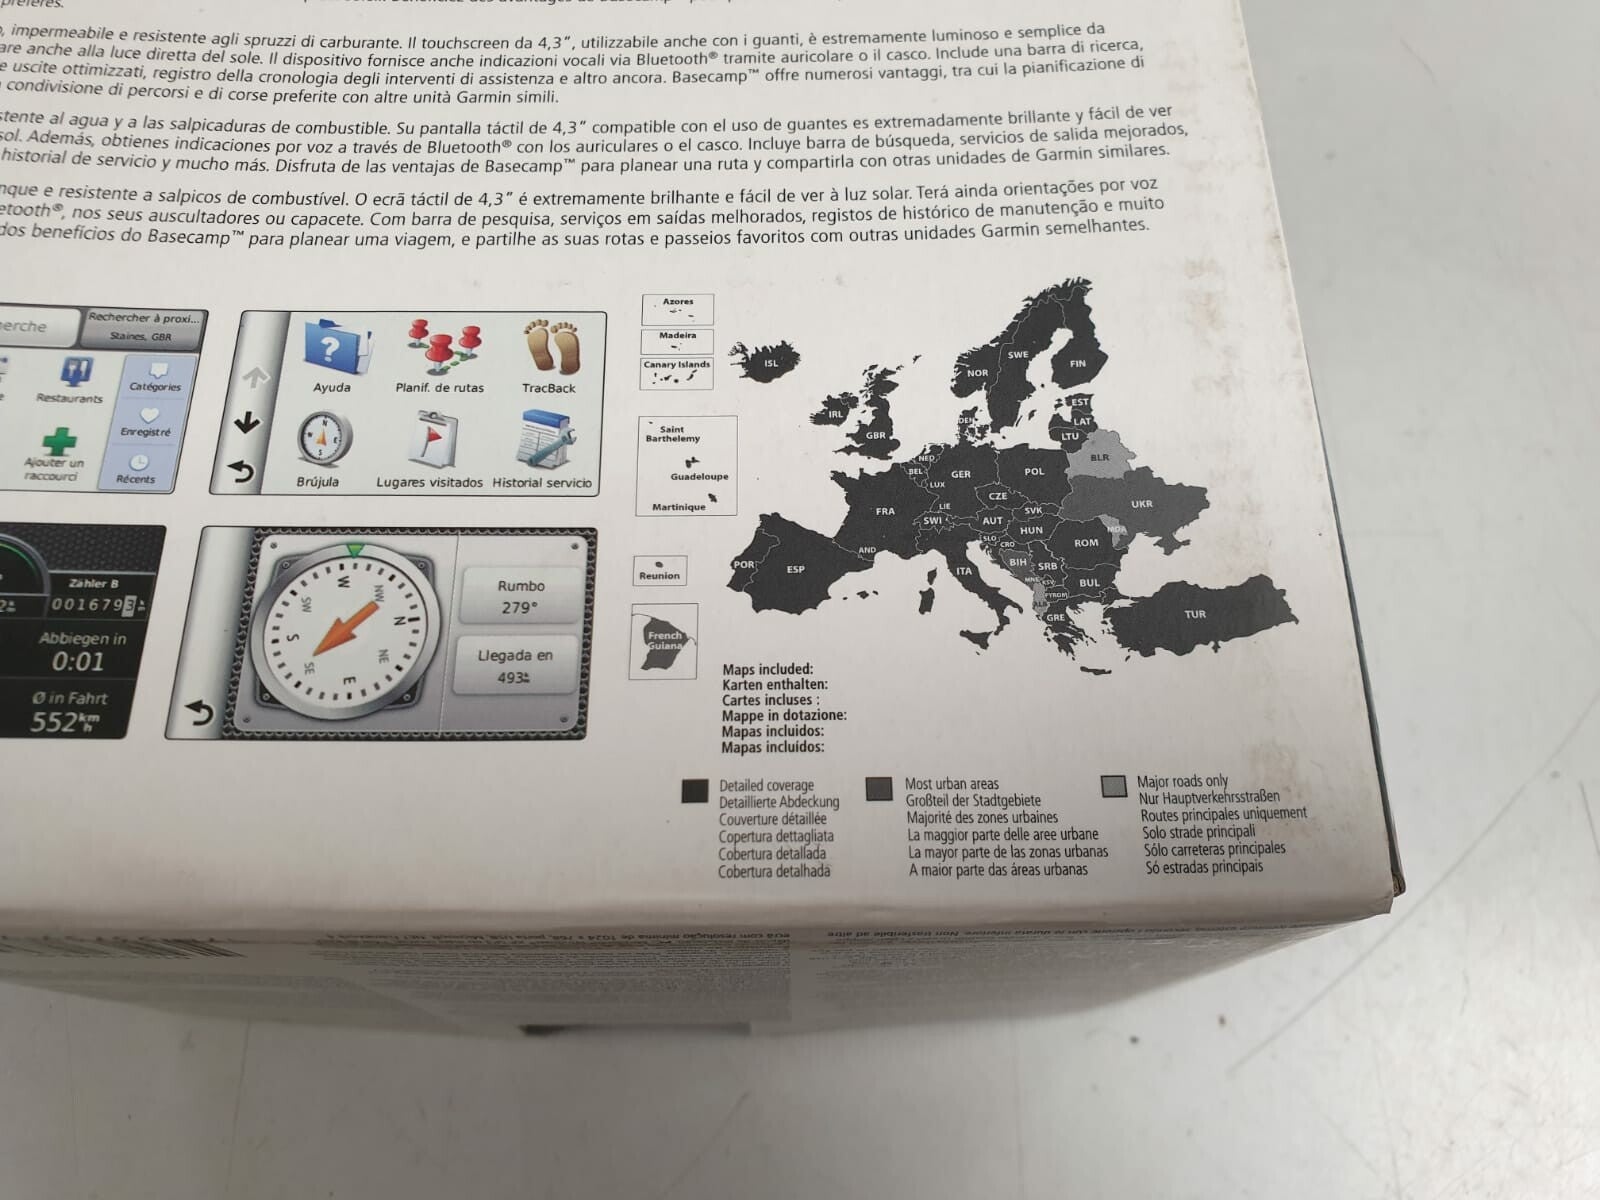 préférés.
, impermeabile e resistente agli spruzzi di carburante. Il touchscreen da 4,3”, utilizzabile anche con i guanti, è estremamente luminoso e semplice da
are anche alla luce diretta del sole. Il dispositivo fornisce anche indicazioni vocali via Bluetooth® tramite auricolare o il casco. Include una barra di ricerca,
e uscite ottimizzati, registro della cronologia degli interventi di assistenza e altro ancora. Basecamp™ offre numerosi vantaggi, tra cui la pianificazione di
condivisione di percorsi e di corse preferite con altre unità Garmin simili.
stente al agua y a las salpicaduras de combustible. Su pantalla táctil de 4,3” compatible con el uso de guantes es extremadamente brillante y fácil de ver
sol. Además, obtienes indicaciones por voz a través de Bluetooth® con los auriculares o el casco. Incluye barra de búsqueda, servicios de salida mejorados,
historial de servicio y mucho más. Disfruta de las ventajas de Basecamp™ para planear una ruta y compartirla con otras unidades de Garmin similares.
nque e resistente a salpicos de combustível. O ecrã táctil de 4,3” é extremamente brilhante e fácil de ver à luz solar. Terá ainda orientações por voz
etooth®, nos seus auscultadores ou capacete. Com barra de pesquisa, serviços em saídas melhorados, registos de histórico de manutenção e muito
dos benefícios do Basecamp™ para planear uma viagem, e partilhe as suas rotas e passeios favoritos com outras unidades Garmin semelhantes.
erche
Rechercher à proxi...
Staines, GBR
Restaurants
Catégories
Enregistré
Ajouter un
raccourci
Récents
Ayuda
Planif. de rutas
TracBack
Brújula
Lugares visitados
Historial servicio
Zähler B
0016793
Abbiegen in
0:01
Ø in Fahrt
552 km/h
W
NW
N
NE
E
SE
S
SW
Rumbo
279°
Llegada en
493
Azores
Madeira
Canary Islands
Saint
Barthelemy
Guadeloupe
Martinique
Reunion
French
Guiana
ISL
NOR
SWE
FIN
EST
LAT
LTU
IRL
GBR
DEN
NED
BEL
LUX
GER
POL
BLR
UKR
CZE
SVK
FRA
LIE
SWI
AUT
HUN
MDA
ROM
SLO
CRO
BIH
SRB
AND
POR
ESP
ITA
MNE
KSV
BUL
FYROM
ALB
GRE
TUR
Maps included:
Karten enthalten:
Cartes incluses :
Mappe in dotazione:
Mapas incluidos:
Mapas incluídos:
Detailed coverage
Detaillierte Abdeckung
Couverture détaillée
Copertura dettagliata
Cobertura detallada
Cobertura detalhada
Most urban areas
Großteil der Stadtgebiete
Majorité des zones urbaines
La maggior parte delle aree urbane
La mayor parte de las zonas urbanas
A maior parte das áreas urbanas
Major roads only
Nur Hauptverkehrsstraßen
Routes principales uniquement
Solo strade principali
Sólo carreteras principales
Só estradas principais